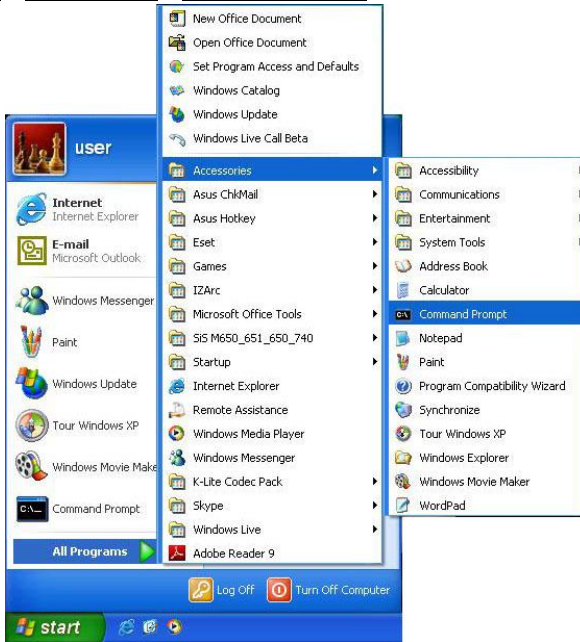 New Office Document
Open Office Document
Set Program Access and Defaults
Windows Catalog
Windows Update
Windows Live Call Beta
user
Internet
Internet Explorer
E-mail
Microsoft Outlook
Windows Messenger
Paint
Windows Update
Tour Windows XP
Windows Movie Make
Command Prompt
All Programs
Accessories
Asus ChkMail
Asus Hotkey
Eset
Games
IZArc
Microsoft Office Tools
SiS M650_651_650_740
Startup
Internet Explorer
Remote Assistance
Windows Media Player
Windows Messenger
K-Lite Codec Pack
Skype
Windows Live
Adobe Reader 9
Accessibility
Communications
Entertainment
System Tools
Address Book
Calculator
Command Prompt
Notepad
Paint
Program Compatibility Wizard
Synchronize
Tour Windows XP
Windows Explorer
Windows Movie Maker
WordPad
Log Off
Turn Off Computer
start